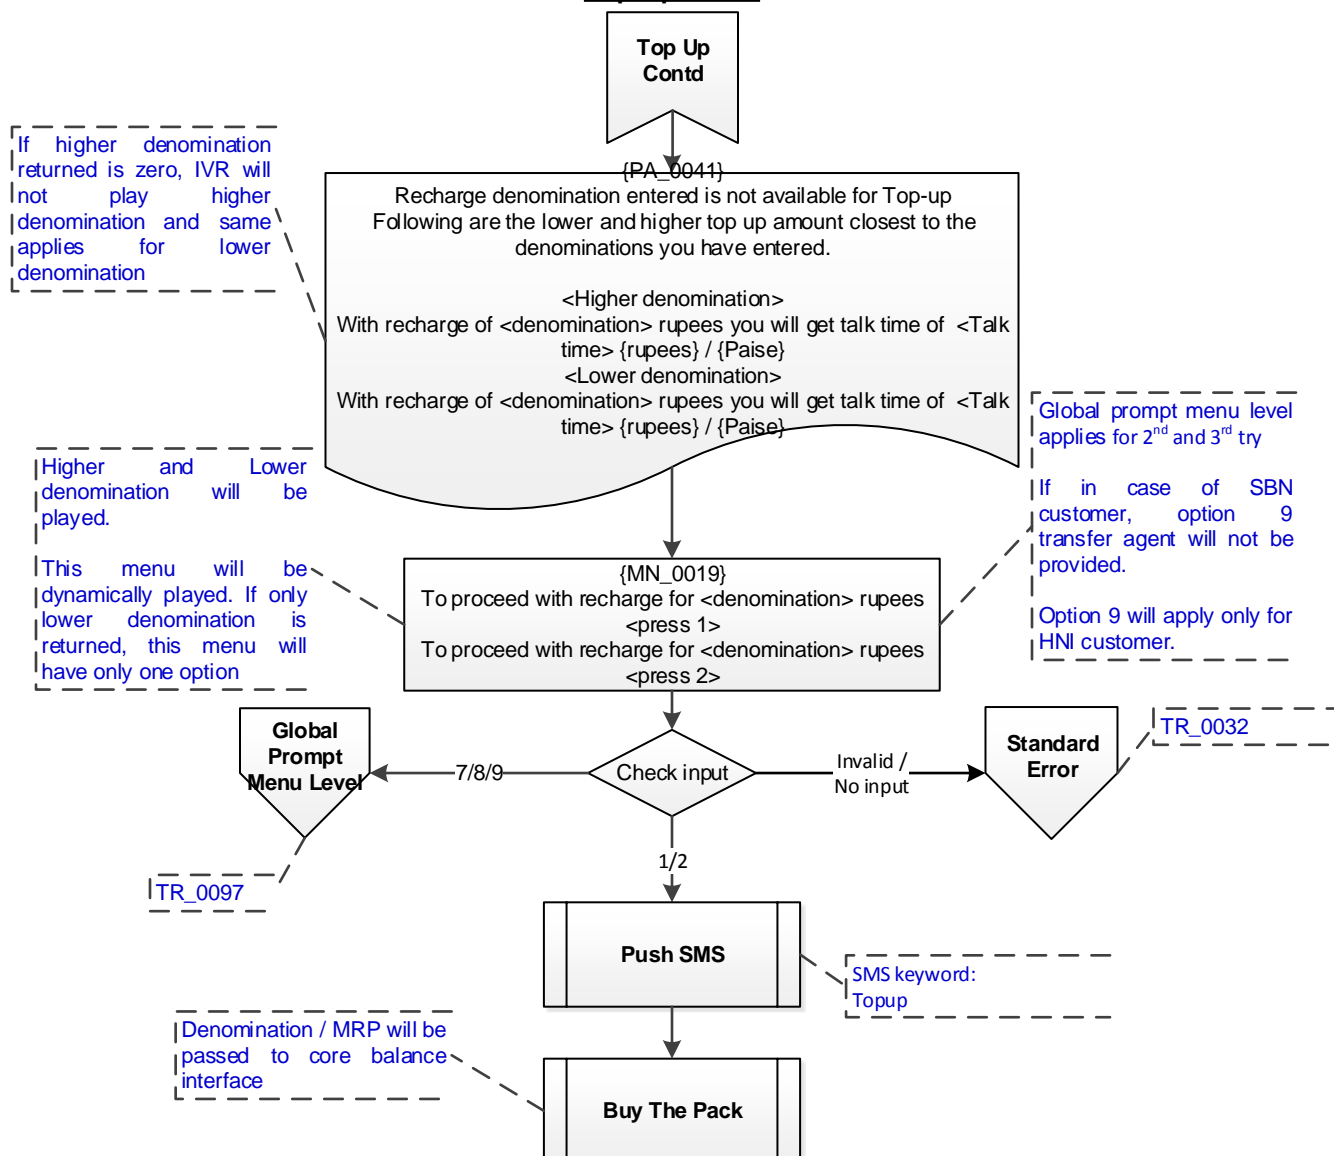 Top Up
Contd
If higher denomination
returned is zero, IVR will
not play higher
denomination and same
applies for lower
denomination
{PA_0041}
Recharge denomination entered is not available for Top-up
Following are the lower and higher top up amount closest to the
denominations you have entered.
<Higher denomination>
With recharge of <denomination> rupees you will get talk time of <Talk
time> {rupees} / {Paise}
<Lower denomination>
With recharge of <denomination> rupees you will get talk time of <Talk
time> {rupees} / {Paise}
Global prompt menu level
applies for 2nd and 3rd try
If in case of SBN
customer, option 9
transfer agent will not be
provided.
Option 9 will apply only for
HNI customer.
Higher and Lower
denomination will be
played.
This menu will be
dynamically played. If only
lower denomination is
returned, this menu will
have only one option
{MN_0019}
To proceed with recharge for <denomination> rupees
<press 1>
To proceed with recharge for <denomination> rupees
<press 2>
Global
Prompt
Menu Level
7/8/9
Check input
Invalid /
No input
Standard
Error
TR_0032
TR_0097
1/2
Push SMS
SMS keyword:
Topup
Denomination / MRP will be
passed to core balance
interface
Buy The Pack